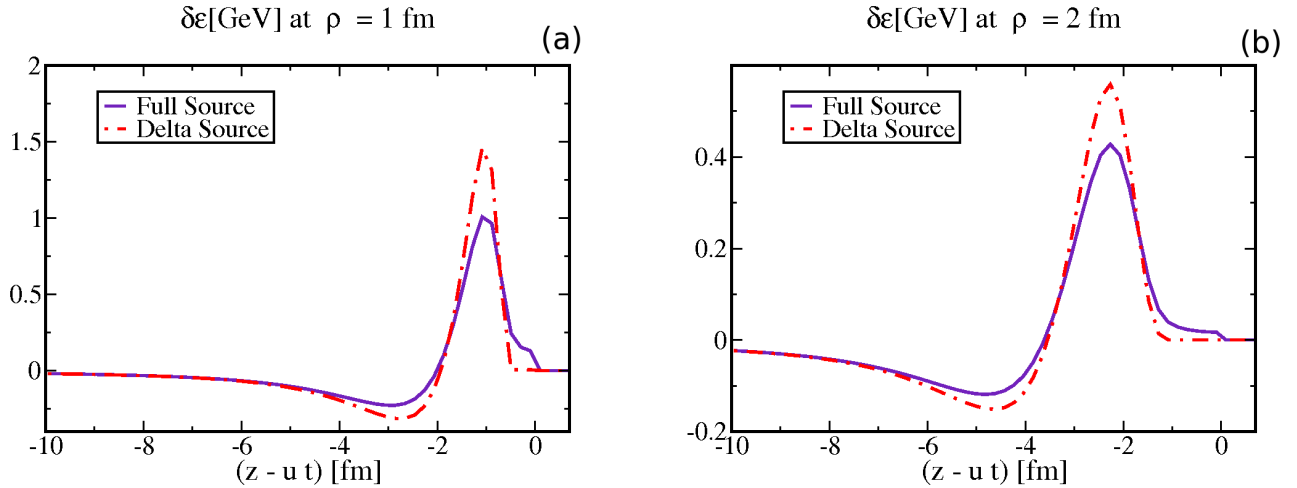 δε[GeV] at ρ = 1 fm
(a)
2
1.5
1
0.5
0
Full Source
Delta Source
-10
-8
-6
-4
-2
0
(z - u t) [fm]
δε[GeV] at ρ = 2 fm
(b)
0.4
0.2
0
-0.2
Full Source
Delta Source
-10
-8
-6
-4
-2
0
(z - u t) [fm]